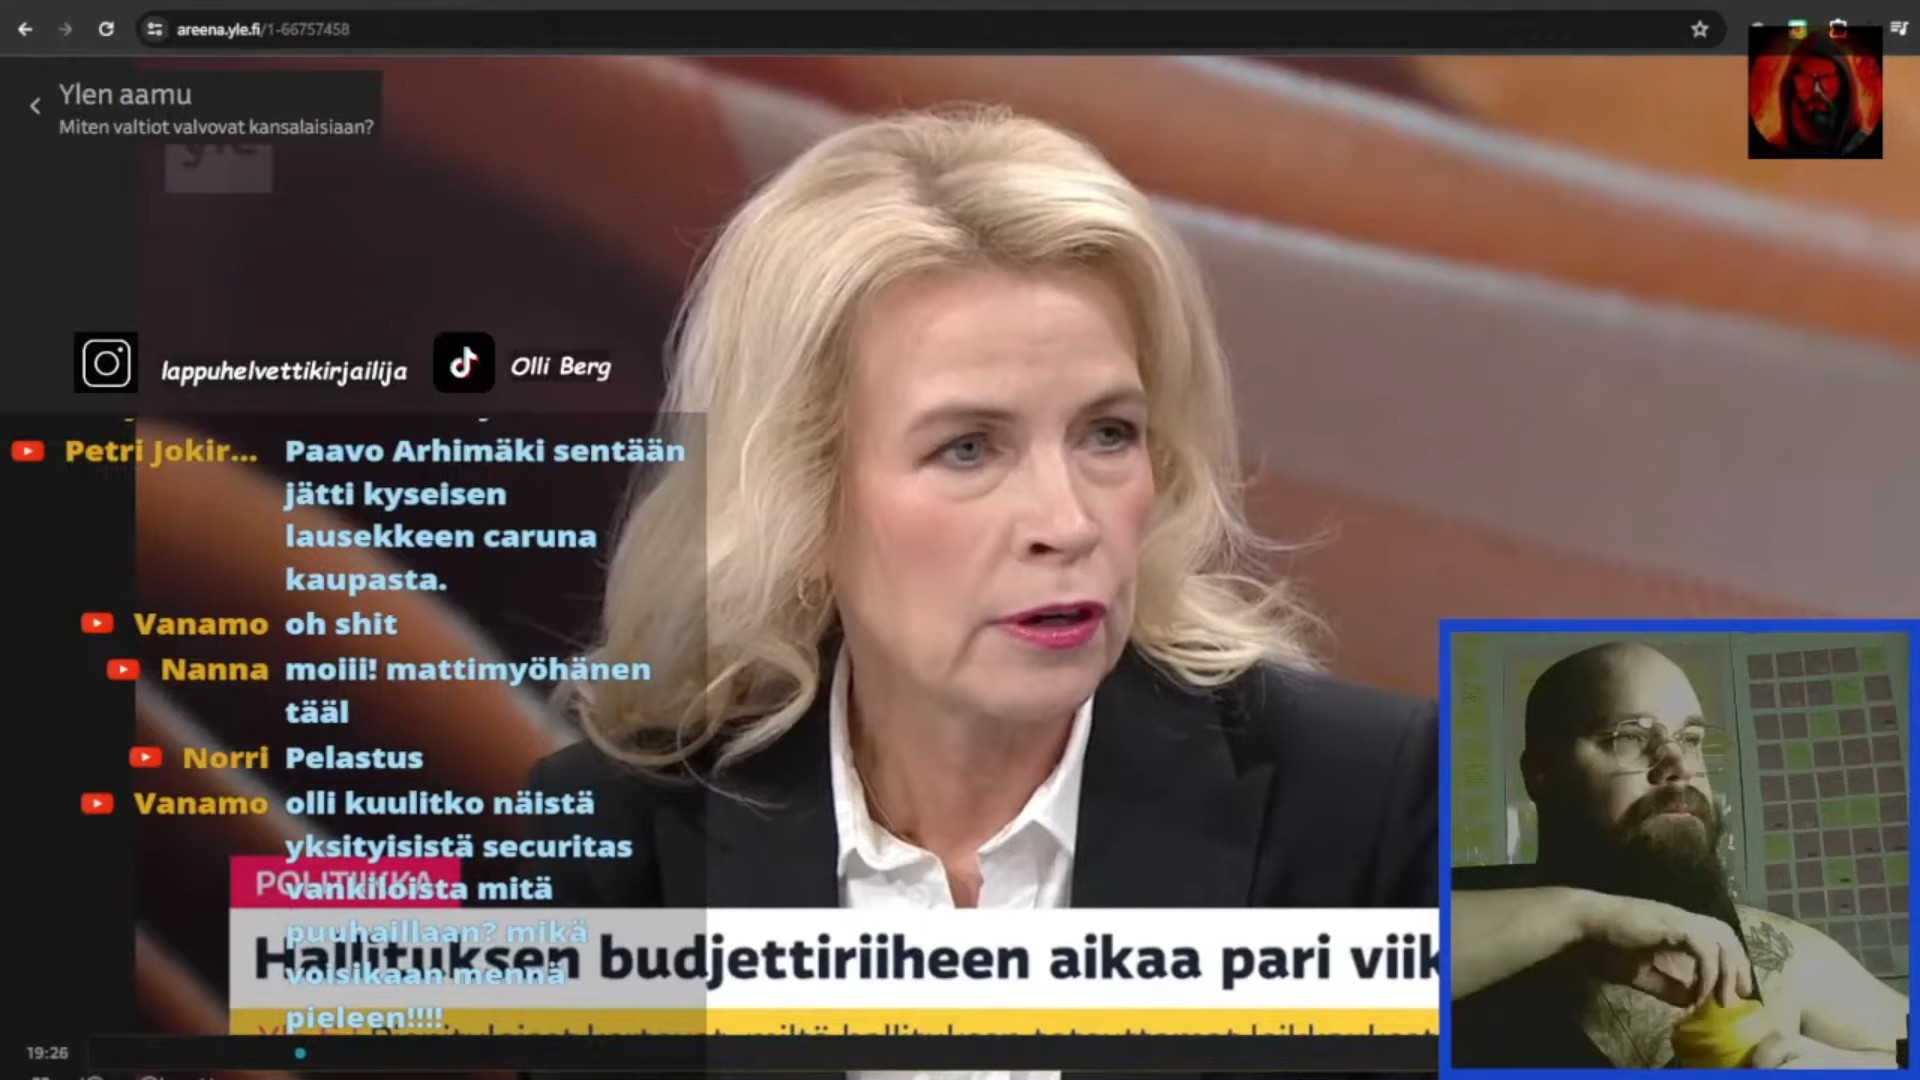 areena.yle.fi/1-66757458
Ylen aamu
Miten valtiot valvovat kansalaisiaan?
yle
lappuhelvettikirjailija
Olli Berg
Petri Jokir... Paavo Arhimäki sentään
jätti kyseisen
lausekkeen caruna
kaupasta.
Vanamo oh shit
Nanna moiii! mattimyöhänen
tääl
Norri Pelastus
Vanamo olli kuulitko näistä
yksityisistä securitas
vankiloista mitä
puuhaillaan? mikä
voisikaan mennä
pieleen!!!!
POLITIIKKA
Hallituksen budjettiriiheen aikaa pari viik
19:26